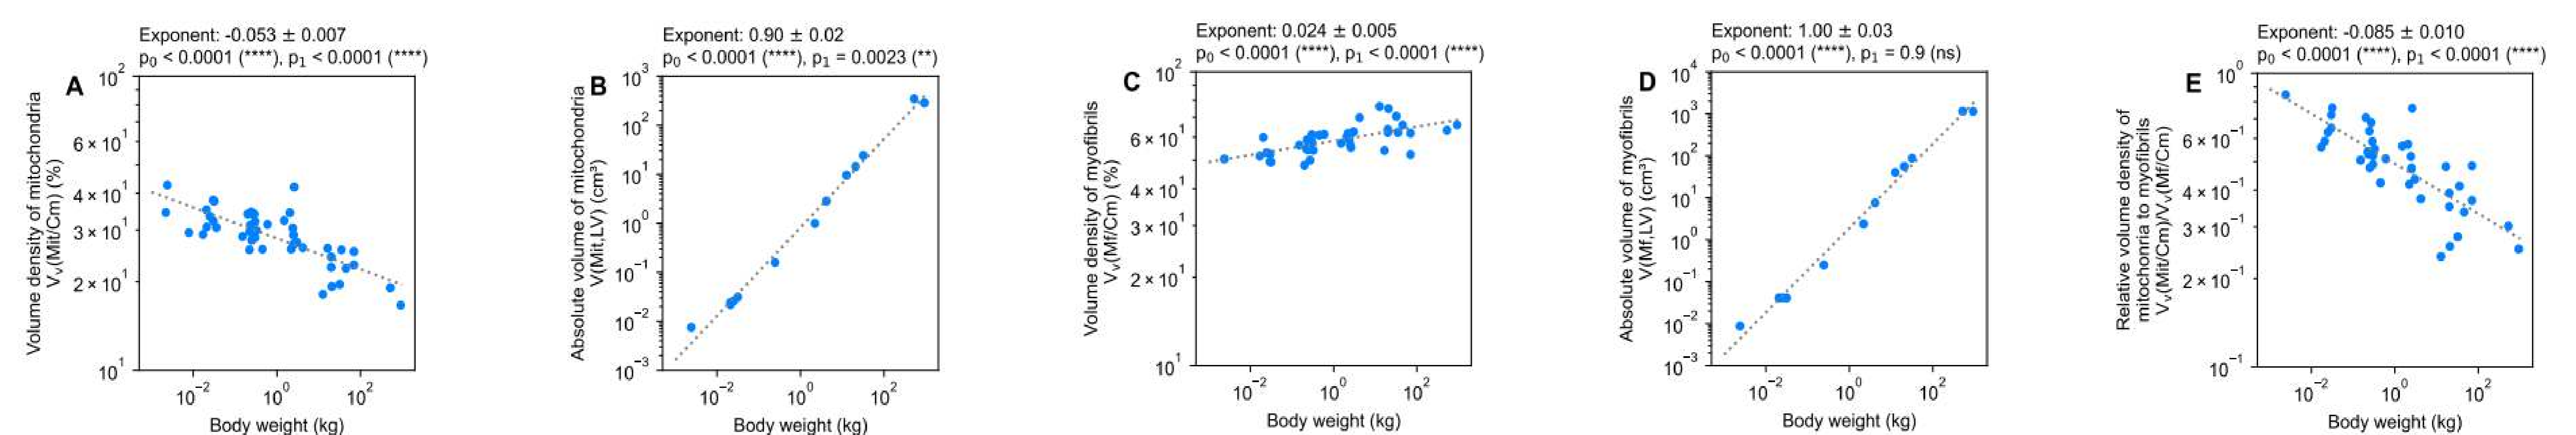 Exponent: -0.053 ± 0.007
p₀ < 0.0001 (****), p₁ < 0.0001 (****)
A
Volume density of mitochondria
Vᵥ(Mit/Cm) (%)
10²
6 × 10¹
4 × 10¹
3 × 10¹
2 × 10¹
10¹
10⁻² 10⁰ 10²
Body weight (kg)
Exponent: 0.90 ± 0.02
p₀ < 0.0001 (****), p₁ = 0.0023 (**)
B
Absolute volume of mitochondria
V(Mit,LV) (cm³)
10³
10²
10¹
10⁰
10⁻¹
10⁻²
10⁻³
10⁻² 10⁰ 10²
Body weight (kg)
Exponent: 0.024 ± 0.005
p₀ < 0.0001 (****), p₁ < 0.0001 (****)
C
Volume density of myofibrils
Vᵥ(Mf/Cm) (%)
10²
6 × 10¹
4 × 10¹
3 × 10¹
2 × 10¹
10¹
10⁻² 10⁰ 10²
Body weight (kg)
Exponent: 1.00 ± 0.03
p₀ < 0.0001 (****), p₁ = 0.9 (ns)
D
Absolute volume of myofibrils
V(Mf,LV) (cm³)
10⁴
10³
10²
10¹
10⁰
10⁻¹
10⁻²
10⁻³
10⁻² 10⁰ 10²
Body weight (kg)
Exponent: -0.085 ± 0.010
p₀ < 0.0001 (****), p₁ < 0.0001 (****)
E
Relative volume density of
mitochonria to myofibrils
Vᵥ(Mit/Cm)/Vᵥ(Mf/Cm)
10⁰
6 × 10⁻¹
4 × 10⁻¹
3 × 10⁻¹
2 × 10⁻¹
10⁻¹
10⁻² 10⁰ 10²
Body weight (kg)